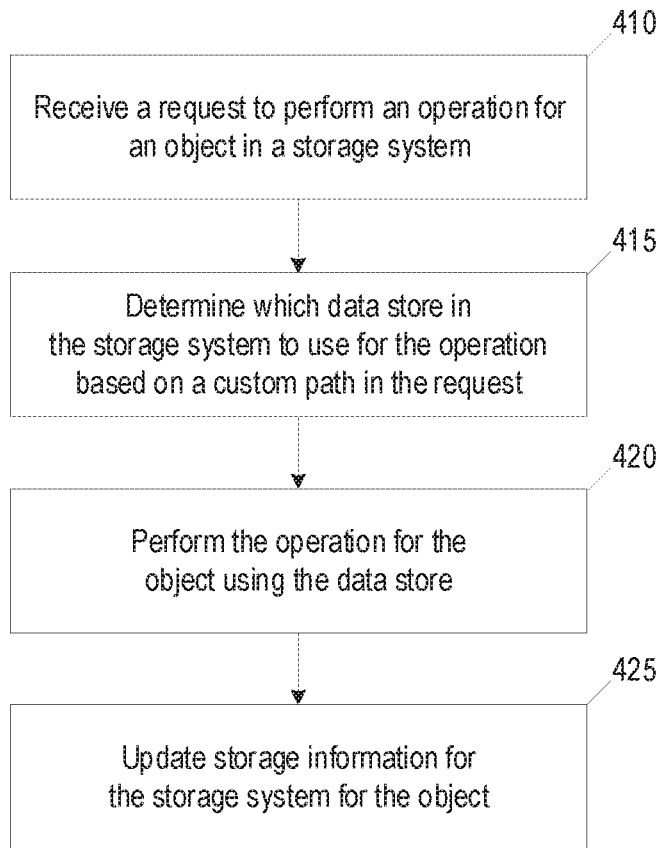 410
Receive a request to perform an operation for
an object in a storage system
415
Determine which data store in
the storage system to use for the operation
based on a custom path in the request
420
Perform the operation for the
object using the data store
425
Update storage information for
the storage system for the object